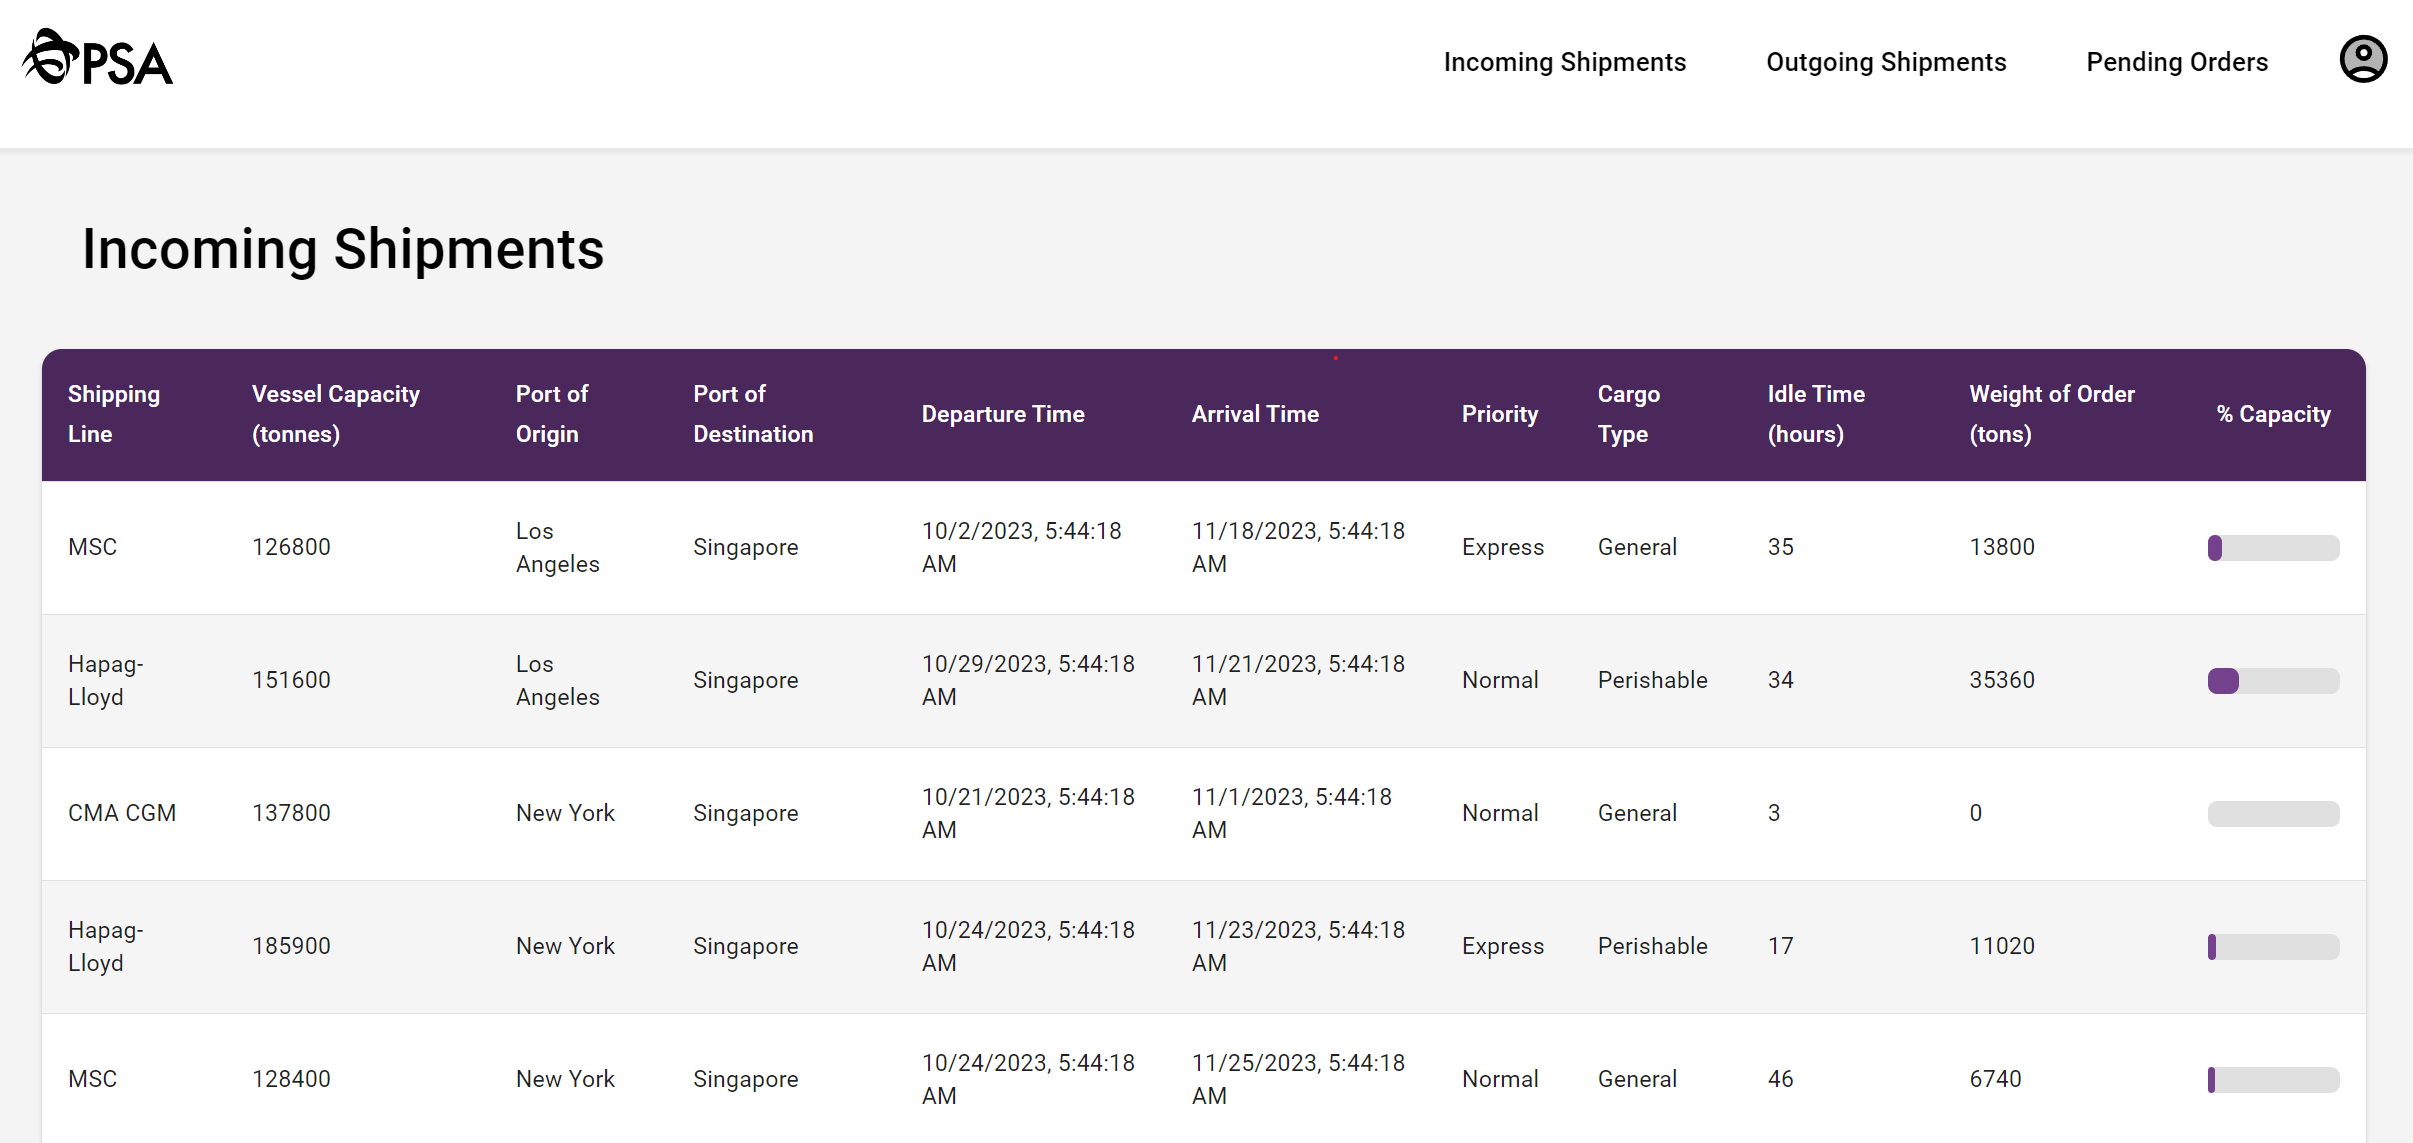 PSA
Incoming Shipments Outgoing Shipments Pending Orders
Incoming Shipments
Shipping Line Vessel Capacity (tonnes) Port of Origin Port of Destination Departure Time Arrival Time Priority Cargo Type Idle Time (hours) Weight of Order (tons) % Capacity
MSC 126800 Los Angeles Singapore 10/2/2023, 5:44:18 AM 11/18/2023, 5:44:18 AM Express General 35 13800
Hapag-Lloyd 151600 Los Angeles Singapore 10/29/2023, 5:44:18 AM 11/21/2023, 5:44:18 AM Normal Perishable 34 35360
CMA CGM 137800 New York Singapore 10/21/2023, 5:44:18 AM 11/1/2023, 5:44:18 AM Normal General 3 0
Hapag-Lloyd 185900 New York Singapore 10/24/2023, 5:44:18 AM 11/23/2023, 5:44:18 AM Express Perishable 17 11020
MSC 128400 New York Singapore 10/24/2023, 5:44:18 AM 11/25/2023, 5:44:18 AM Normal General 46 6740